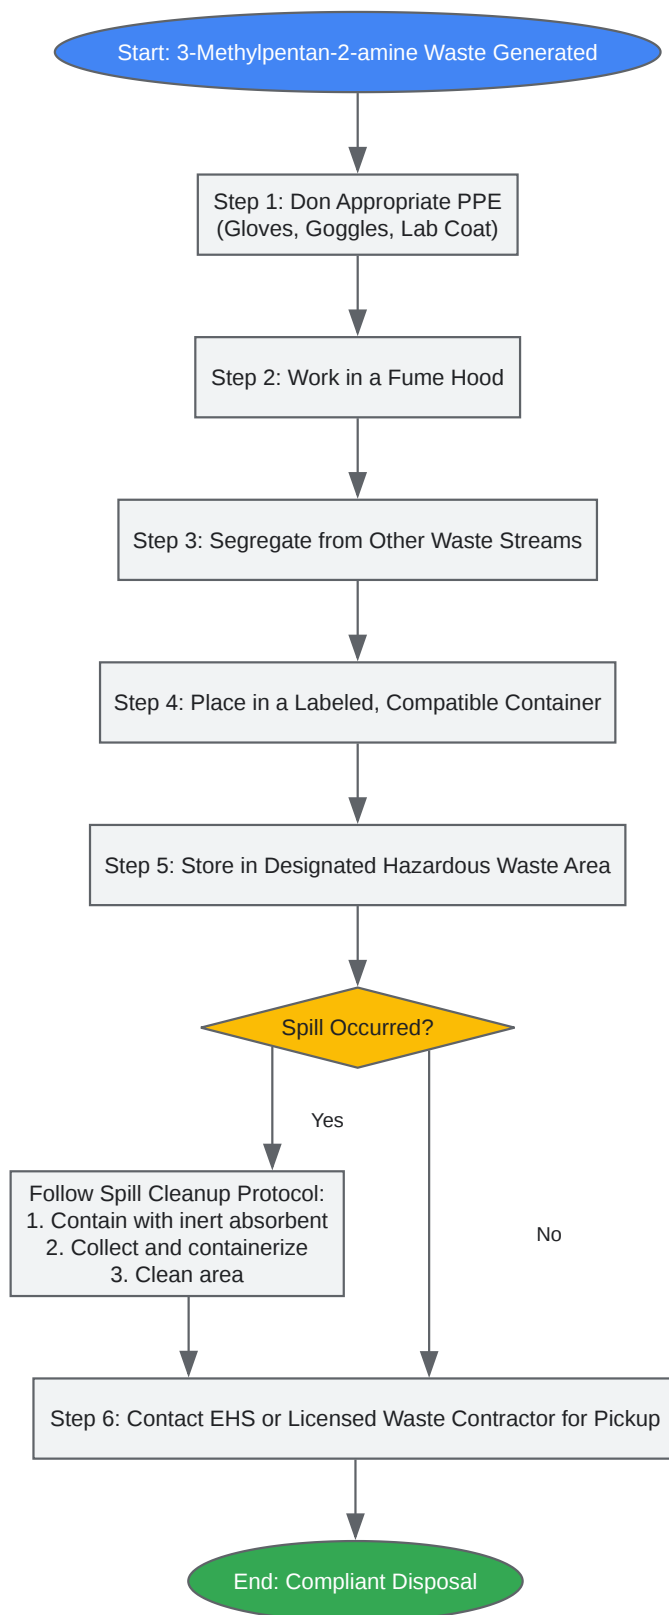 Start: 3-Methylpentan-2-amine Waste Generated
Step 1: Don Appropriate PPE
(Gloves, Goggles, Lab Coat)
Step 2: Work in a Fume Hood
Step 3: Segregate from Other Waste Streams
Step 4: Place in a Labeled, Compatible Container
Step 5: Store in Designated Hazardous Waste Area
Spill Occurred?
Yes
Follow Spill Cleanup Protocol:
1. Contain with inert absorbent
2. Collect and containerize
3. Clean area
No
Step 6: Contact EHS or Licensed Waste Contractor for Pickup
End: Compliant Disposal